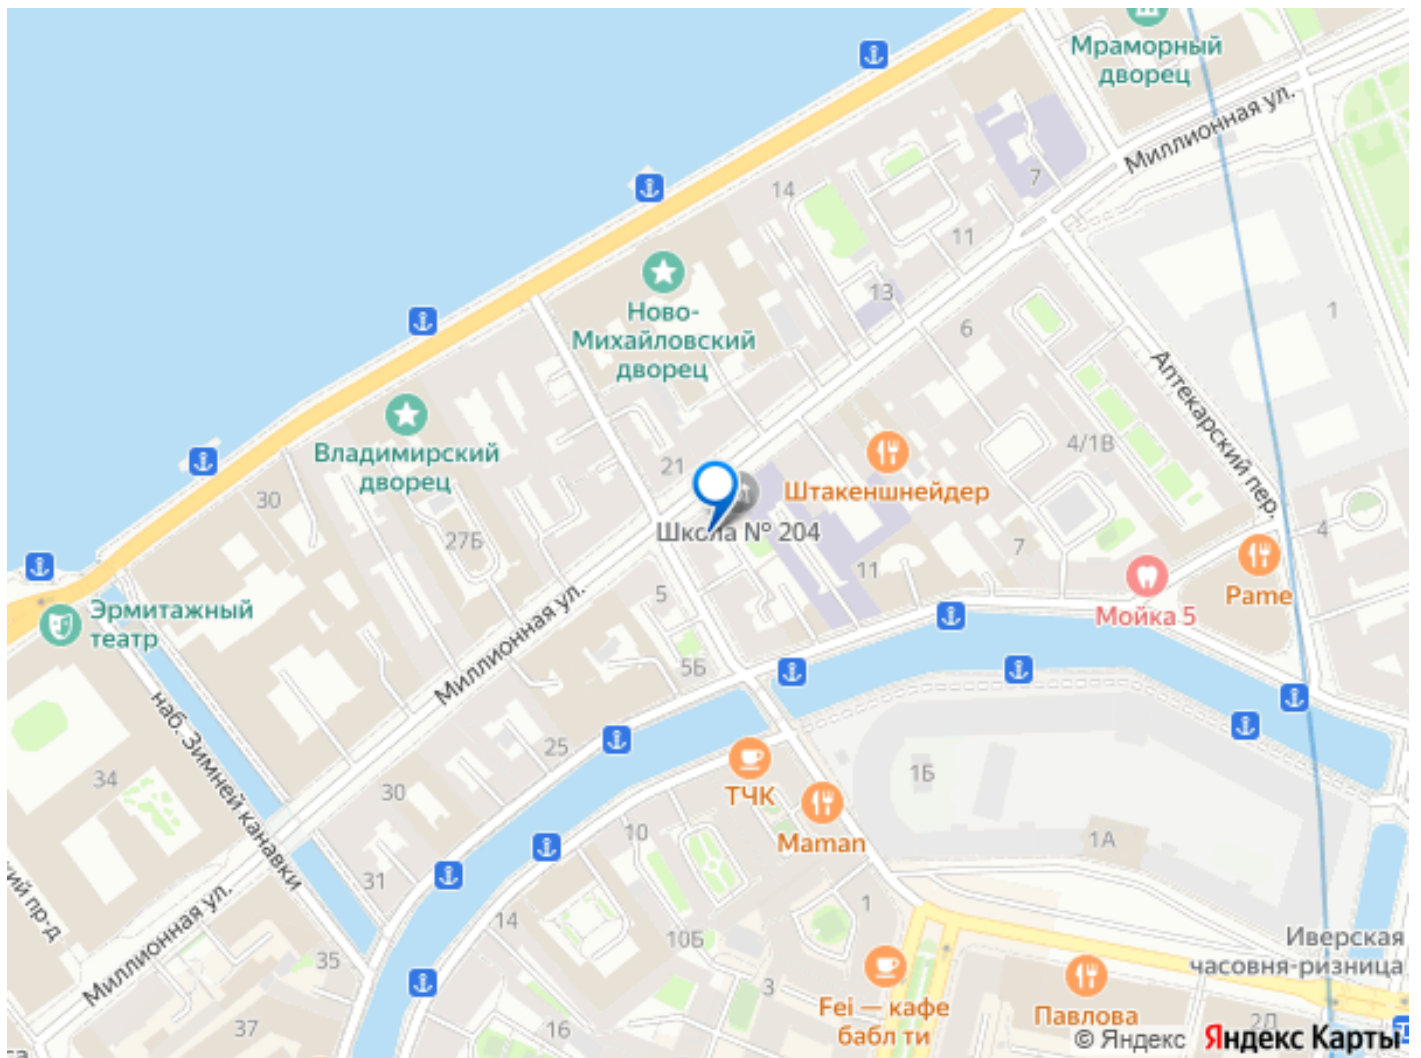 Мраморный
дворец
Миллионная ул.
7
14
11
13
Ново-
Михайловский
дворец
6
1
Аптекарский пер.
Владимирский
дворец
21
4/1В
Штакеншнейдер
30
27Б
Школа № 204
7
4
11
Pame
Мойка 5
Эрмитажный
театр
5
5Б
Миллионная ул.
наб. Зимней канавки
25
34
30
ТЧК
1Б
Maman
10
1А
31
1
14
10Б
Миллионная ул.
35
Иверская
часовня-ризница
3
Fei — кафе
бабл ти
Павлова
37
16
2Л
© Яндекс
Яндекс Карты